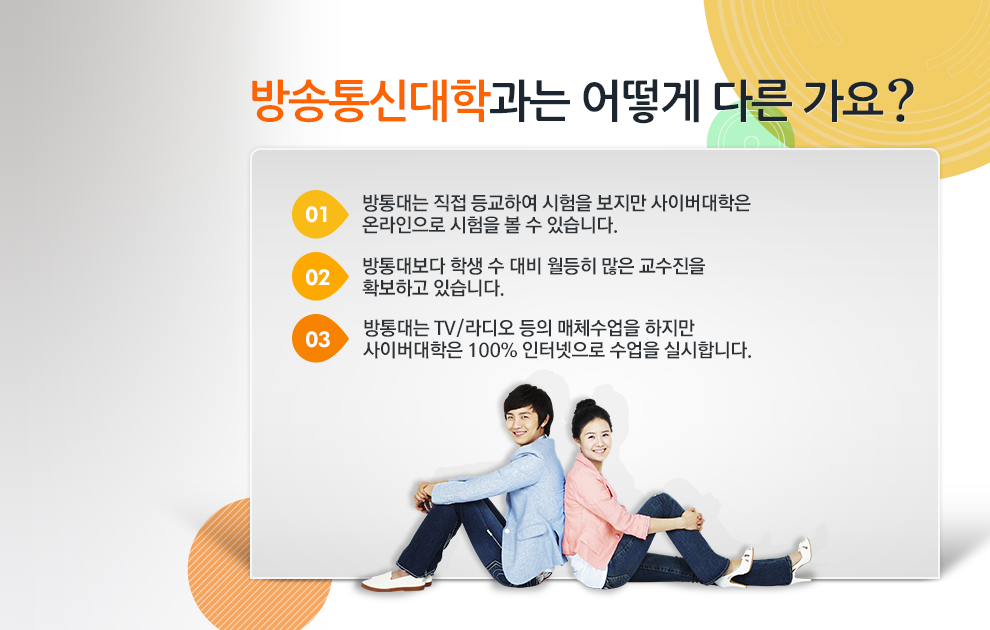 방송통신대학과는 어떻게 다른 가요?
01
방통대는 직접 등교하여 시험을 보지만 사이버대학은
온라인으로 시험을 볼 수 있습니다.
02
방통대보다 학생 수 대비 월등히 많은 교수진을
확보하고 있습니다.
03
방통대는 TV/라디오 등의 매체수업을 하지만
사이버대학은 100% 인터넷으로 수업을 실시합니다.